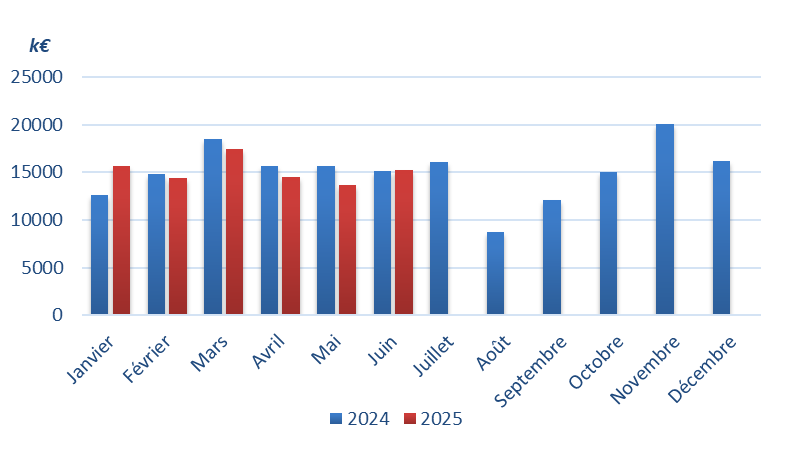 k€
25000
20000
15000
10000
5000
0
Janvier
Février
Mars
Avril
Mai
Juin
Juillet
Août
Septembre
Octobre
Novembre
Décembre
2024 2025